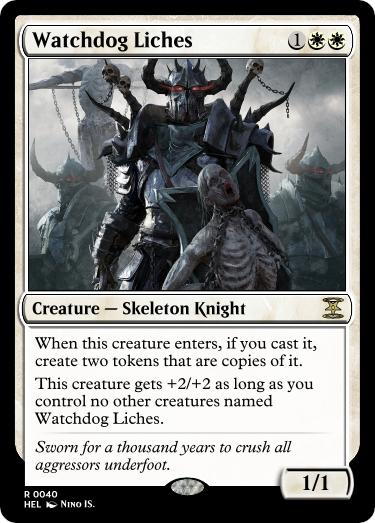 Watchdog Liches 1
Creature — Skeleton Knight
When this creature enters, if you cast it,
create two tokens that are copies of it.
This creature gets +2/+2 as long as you
control no other creatures named
Watchdog Liches.
Sworn for a thousand years to crush all
aggressors underfoot.
1/1
R 0040
HEL Nino IS.